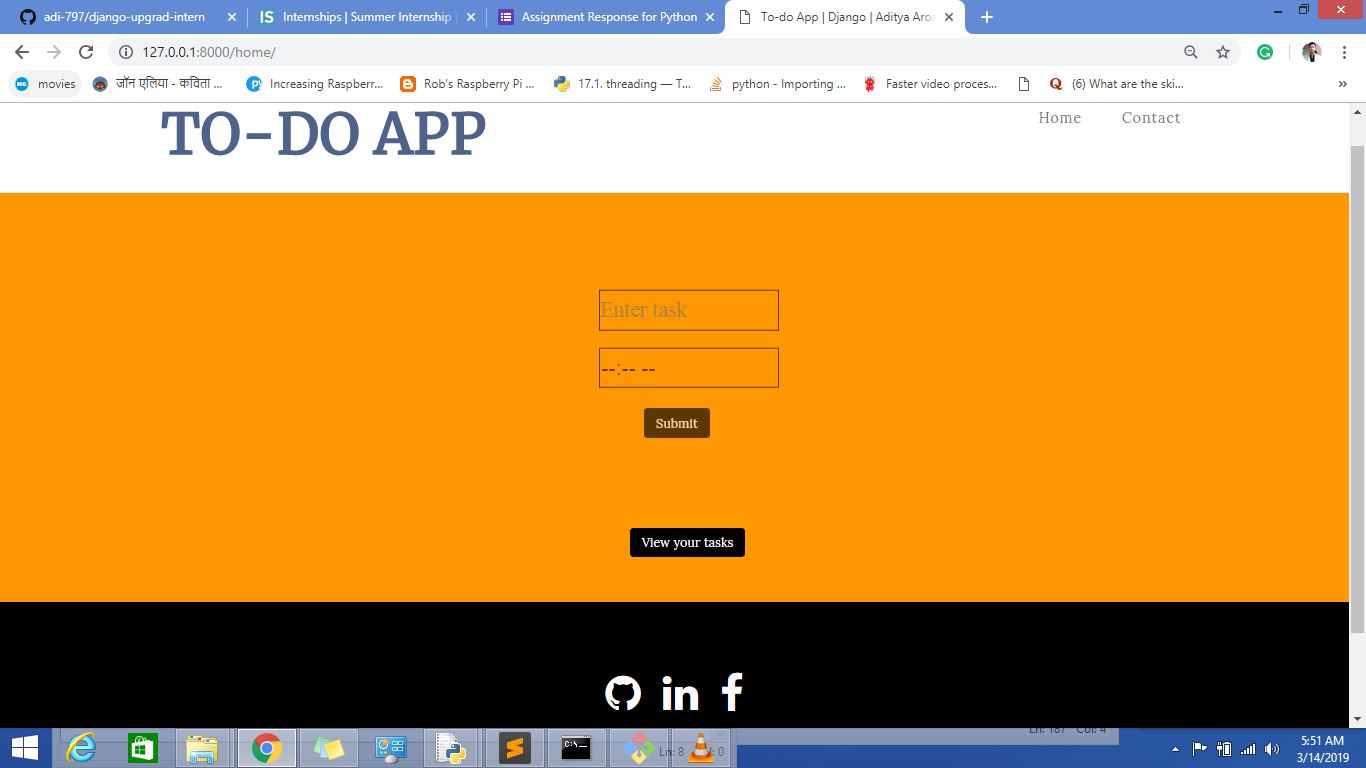 adi-797/django-upgrad-intern
Internships | Summer Internship |
Assignment Response for Python
To-do App | Django | Aditya Aror
127.0.0.1:8000/home/
movies
जॉन एलिया - कविता ...
Increasing Raspberr...
Rob's Raspberry Pi ...
17.1. threading — T...
python - Importing ...
Faster video proces...
(6) What are the ski...
»
TO-DO APP
Home
Contact
Enter task
--:-- --
Submit
View your tasks
Ln: 8
: 0
Ln: 187 Col: 4
5:51 AM
3/14/2019